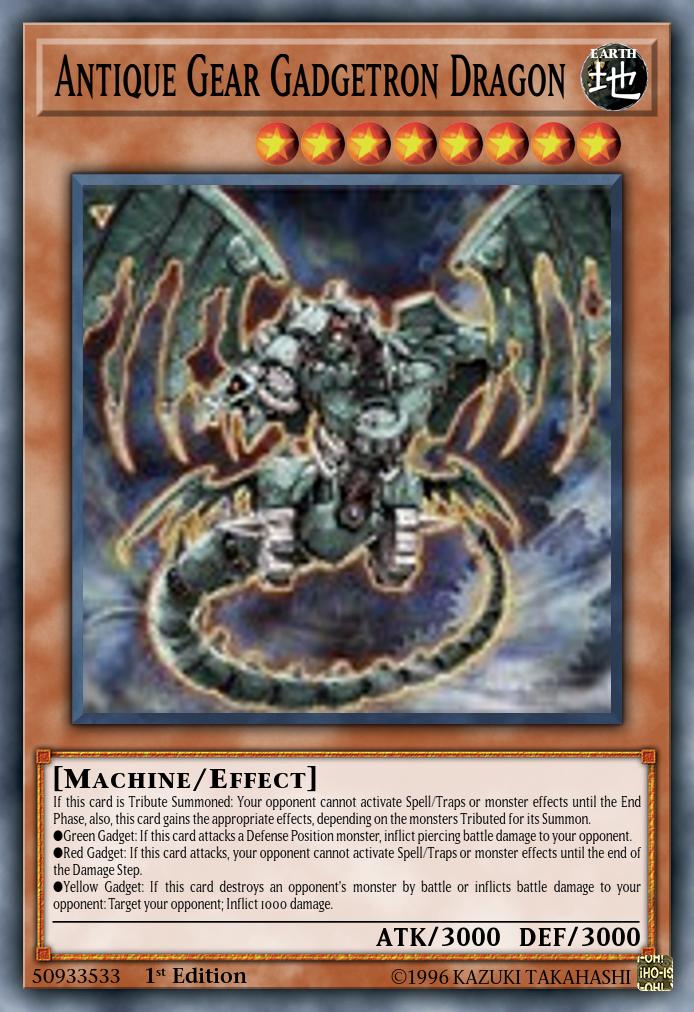 ANTIQUE GEAR GADGETRON DRAGON
EARTH
地
[MACHINE/EFFECT]
If this card is Tribute Summoned: Your opponent cannot activate Spell/Traps or monster effects until the End
Phase, also, this card gains the appropriate effects, depending on the monsters Tributed for its Summon.
●Green Gadget: If this card attacks a Defense Position monster, inflict piercing battle damage to your opponent.
●Red Gadget: If this card attacks, your opponent cannot activate Spell/Traps or monster effects until the end of
the Damage Step.
●Yellow Gadget: If this card destroys an opponent's monster by battle or inflicts battle damage to your
opponent: Target your opponent; Inflict 1000 damage.
ATK/3000 DEF/3000
50933533 1st Edition ©1996 KAZUKI TAKAHASHI